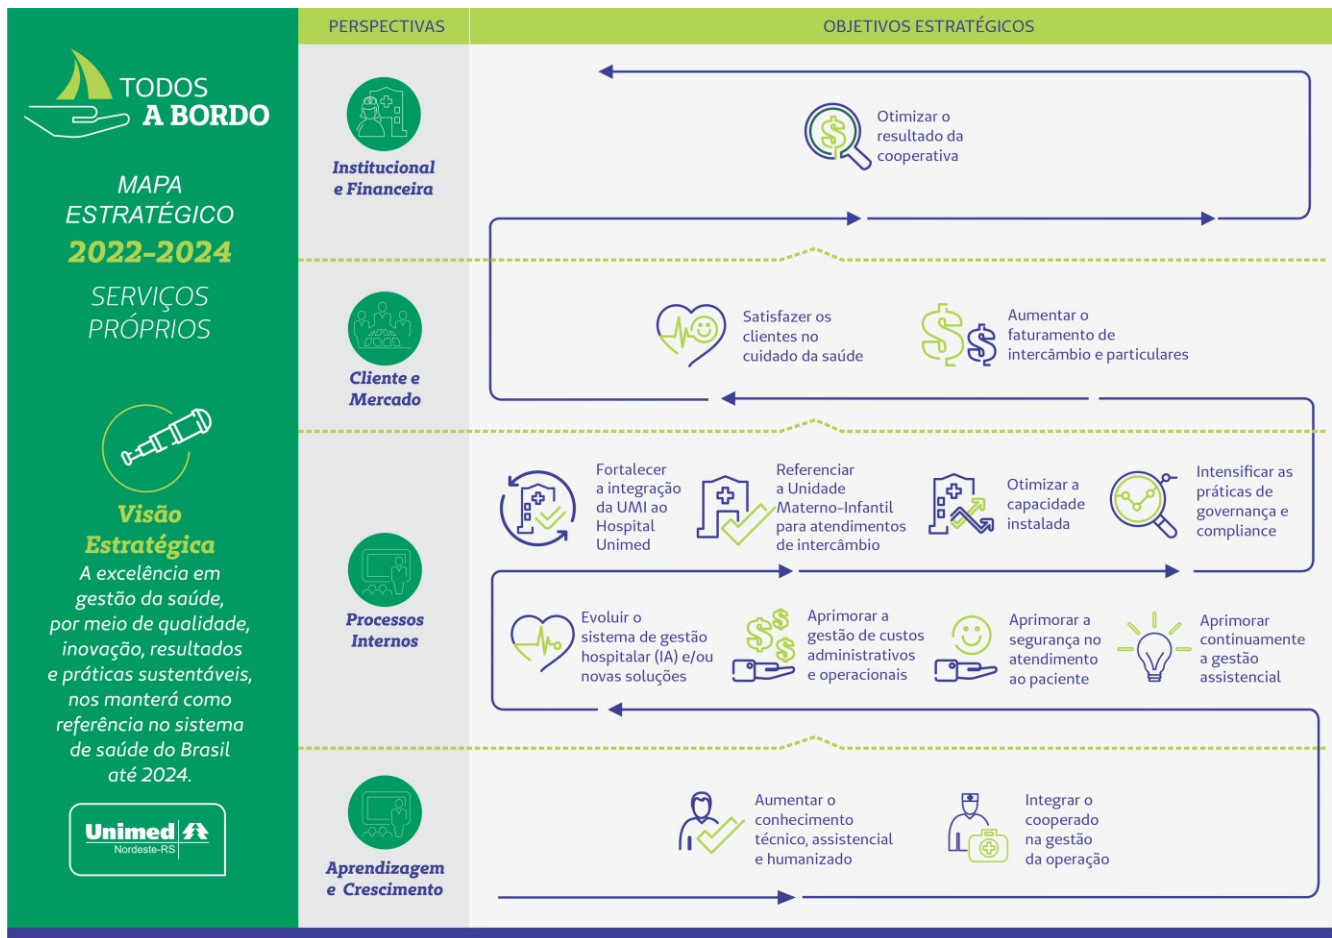 TODOS
A BORDO
MAPA
ESTRATÉGICO
2022-2024
SERVIÇOS
PRÓPRIOS
Visão
Estratégica
A excelência em
gestão da saúde,
por meio de qualidade,
inovação, resultados
e práticas sustentáveis,
nos manterá como
referência no sistema
de saúde do Brasil
até 2024.
Unimed
Nordeste-RS
PERSPECTIVAS
OBJETIVOS ESTRATÉGICOS
Institucional
e Financeira
Otimizar o
resultado da
cooperativa
Cliente e
Mercado
Satisfazer os
clientes no
cuidado da saúde
Aumentar o
faturamento de
intercâmbio e particulares
Processos
Internos
Fortalecer
a integração
da UMI ao
Hospital
Unimed
Referenciar
a Unidade
Materno-Infantil
para atendimentos
de intercâmbio
Otimizar a
capacidade
instalada
Intensificar as
práticas de
governança e
compliance
Evoluir o
sistema de gestão
hospitalar (IA) e/ou
novas soluções
Aprimorar a
gestão de custos
administrativos
e operacionais
Aprimorar a
segurança no
atendimento
ao paciente
Aprimorar
continuamente
a gestão
assistencial
Aprendizagem
e Crescimento
Aumentar o
conhecimento
técnico, assistencial
e humanizado
Integrar o
cooperado
na gestão
da operação